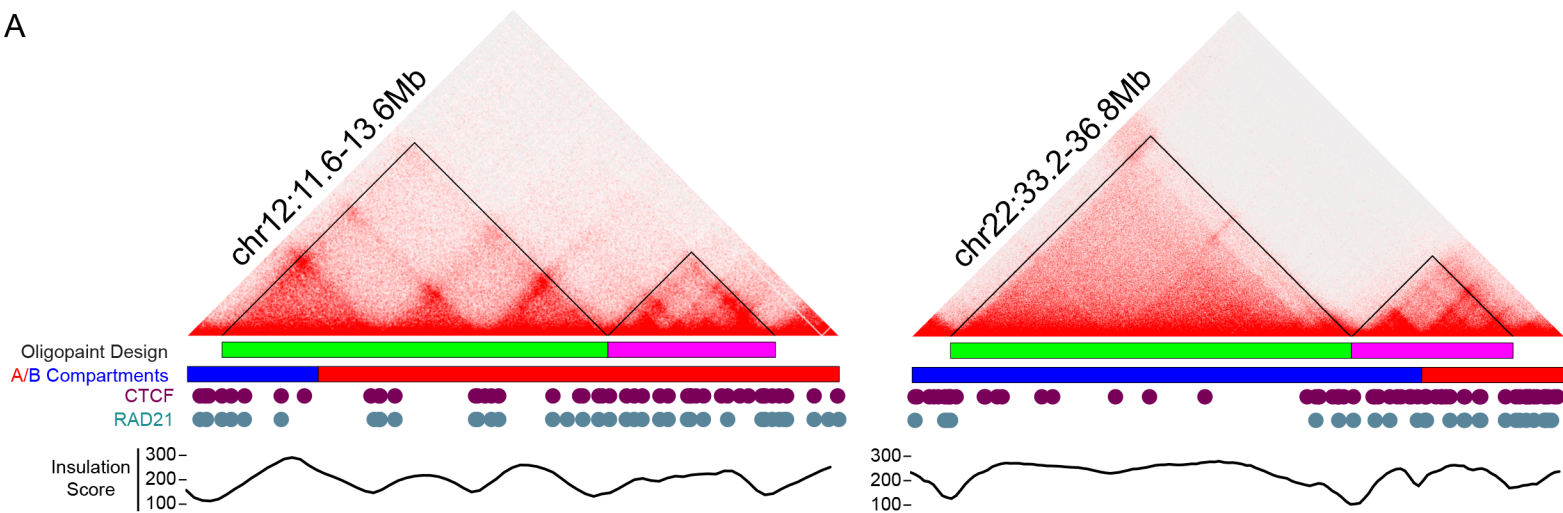 A
chr12:11.6-13.6Mb
chr22:33.2-36.8Mb
Oligopaint Design
A/B Compartments
CTCF
RAD21
Insulation
Score
300
200
100
300
200
100